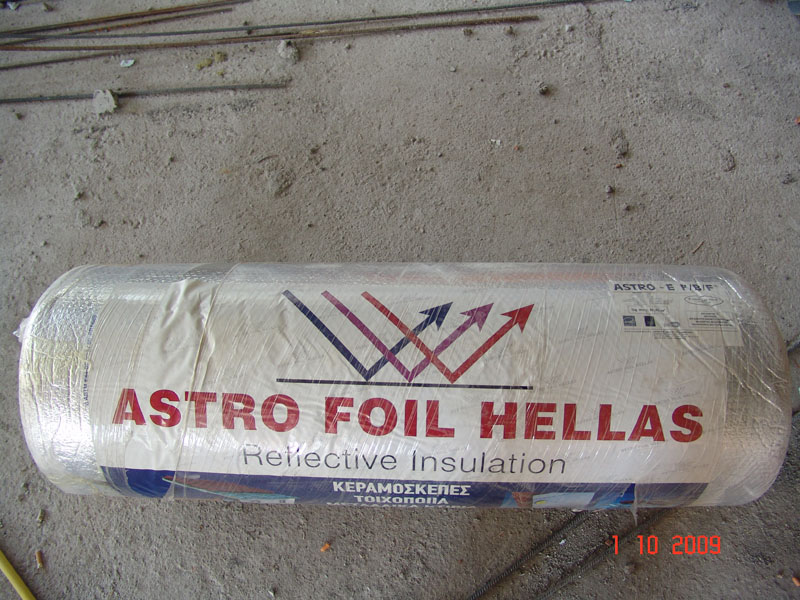 ASTRO - E F/B/F
ASTRO FOIL HELLAS
Reflective Insulation
ΚΕΡΑΜΟΣΚΕΠΕΣ
ΤΟΙΧΟΠΟΙΙΑ
1 10 2009